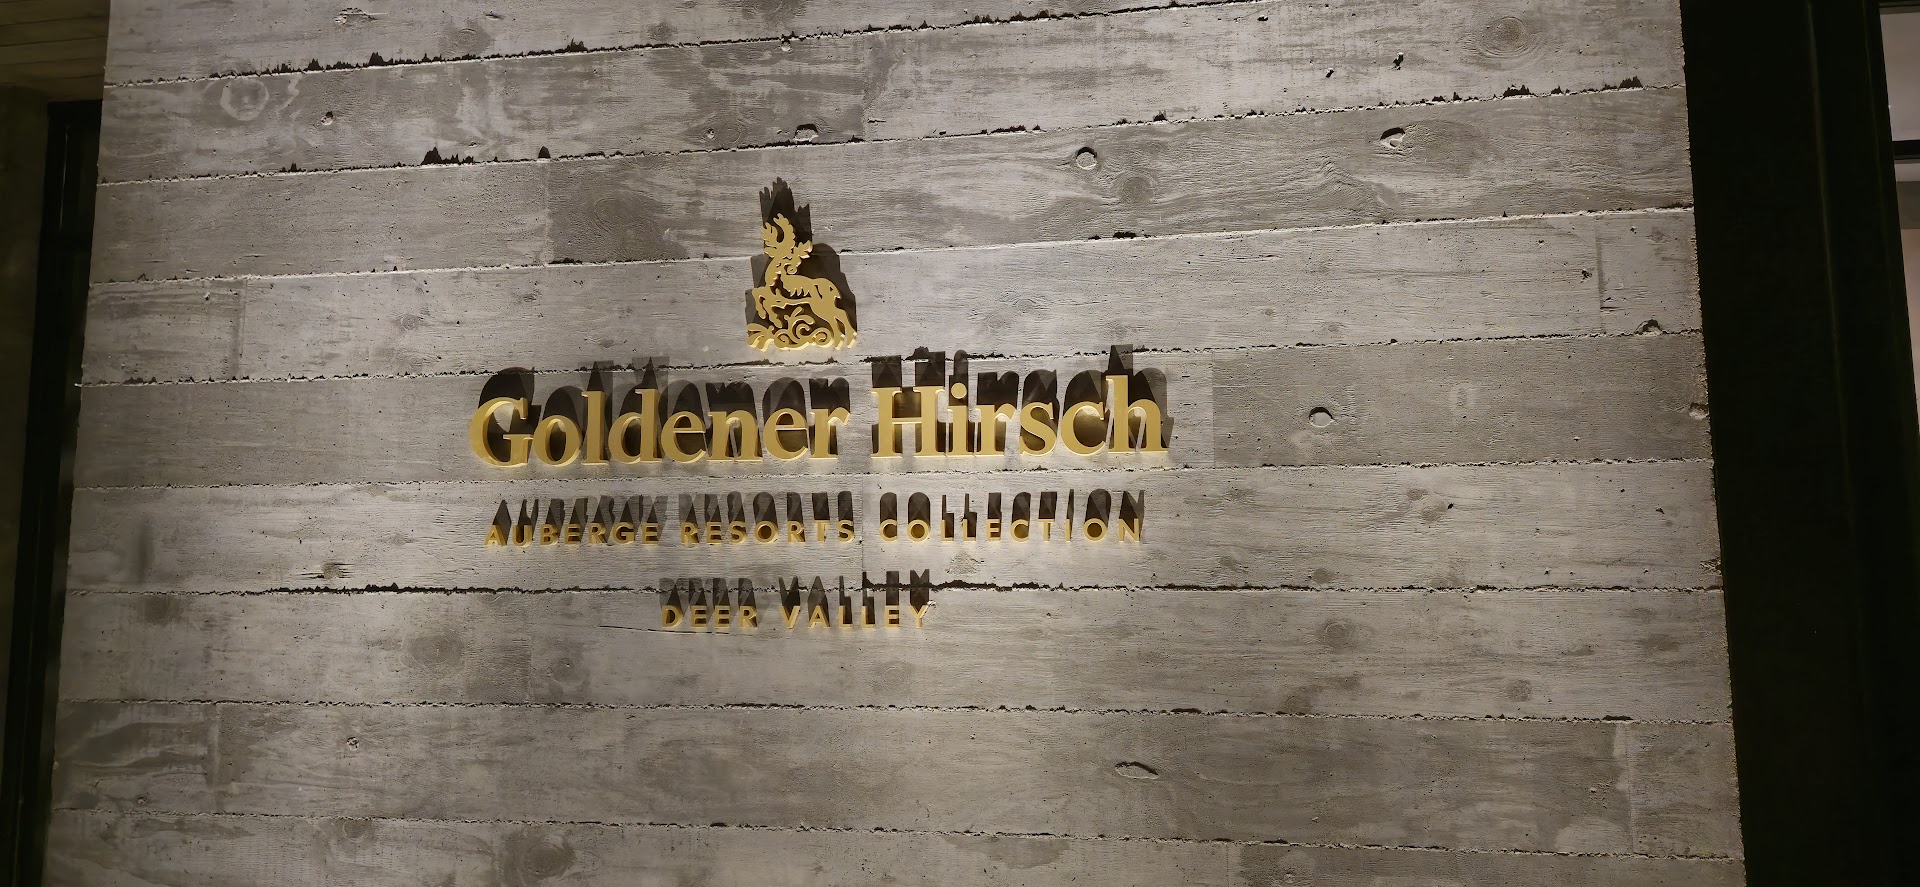 Goldener Hirsch
AUBERGE RESORTS COLLECTION
DEER VALLEY